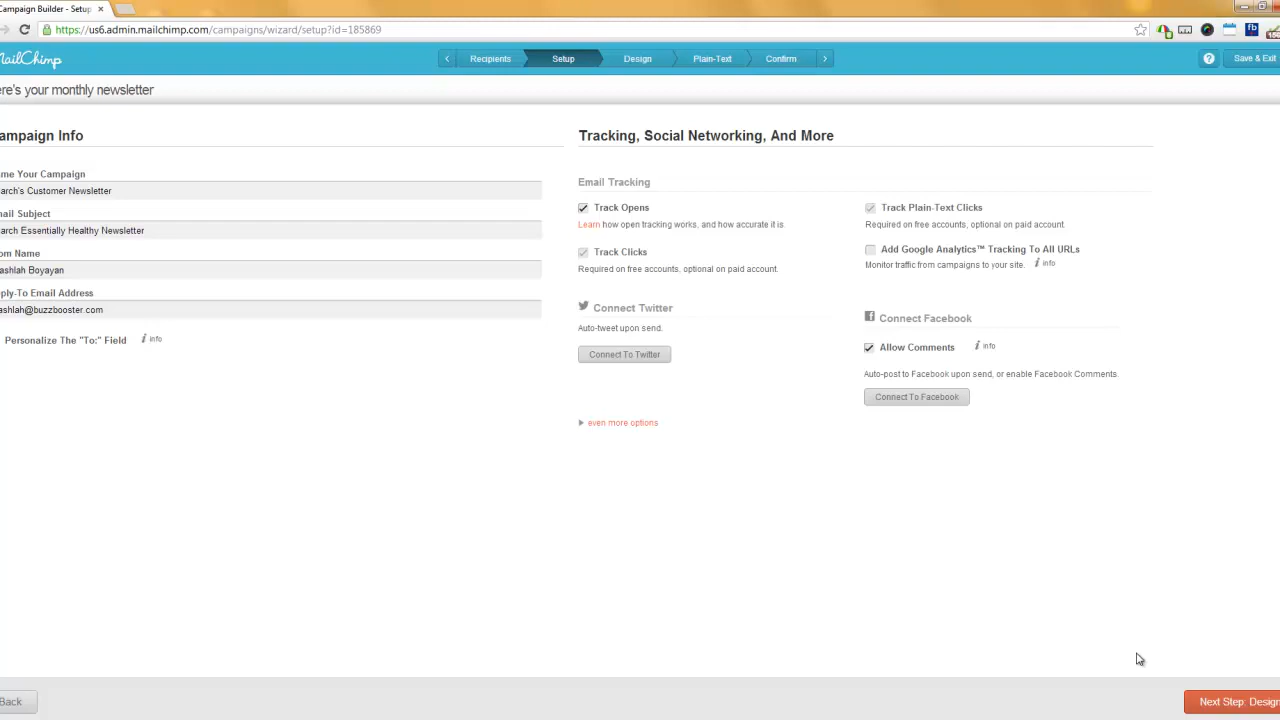 Campaign Builder - Setup
https://us6.admin.mailchimp.com/campaigns/wizard/setup?id=185869
MailChimp
Recipients
Setup
Design
Plain-Text
Confirm
Save & Exit
ere's your monthly newsletter
ampaign Info
me Your Campaign
arch's Customer Newsletter
mail Subject
arch Essentially Healthy Newsletter
om Name
ashlah Boyayan
eply-To Email Address
ashlah@buzzbooster.com
Personalize The "To:" Field
info
Tracking, Social Networking, And More
Email Tracking
Track Opens
Learn how open tracking works, and how accurate it is.
Track Clicks
Required on free accounts, optional on paid account.
Track Plain-Text Clicks
Required on free accounts, optional on paid account.
Add Google Analytics™ Tracking To All URLs
Monitor traffic from campaigns to your site.
info
Connect Twitter
Auto-tweet upon send.
Connect To Twitter
Connect Facebook
Allow Comments
info
Auto-post to Facebook upon send, or enable Facebook Comments.
Connect To Facebook
even more options
Back
Next Step: Design